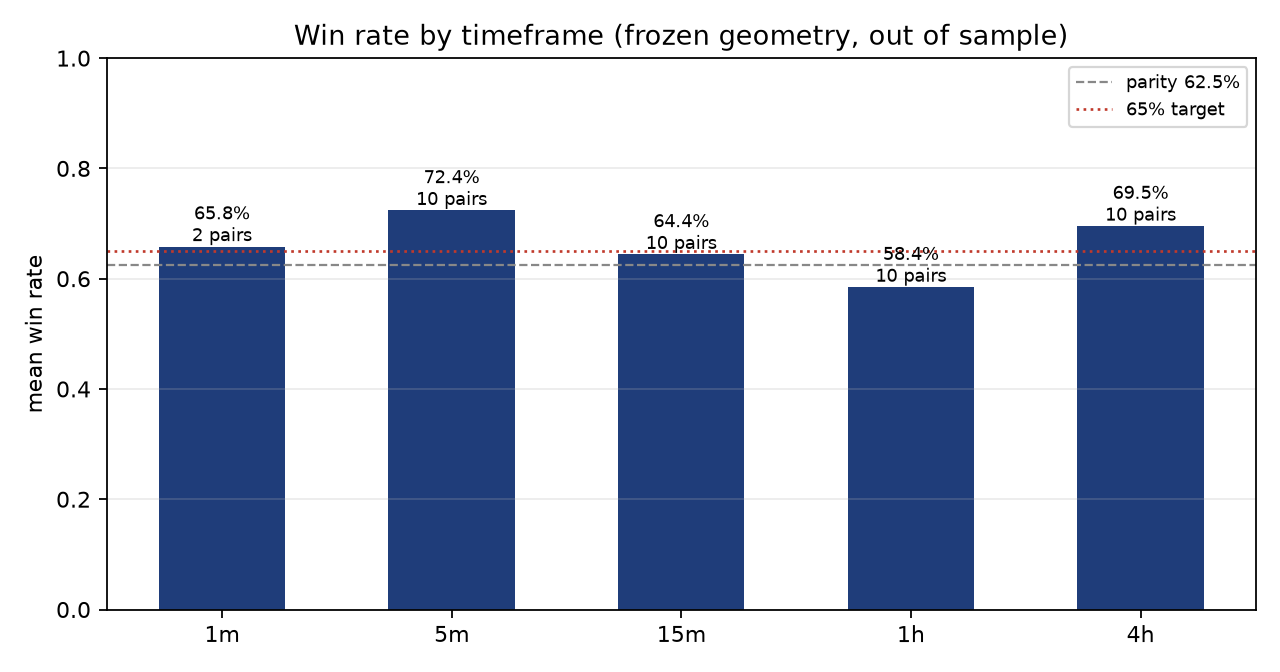 Win rate by timeframe (frozen geometry, out of sample)
parity 62.5%
65% target
mean win rate
1.0
0.8
0.6
0.4
0.2
0.0
65.8%
2 pairs
72.4%
10 pairs
64.4%
10 pairs
58.4%
10 pairs
69.5%
10 pairs
1m
5m
15m
1h
4h